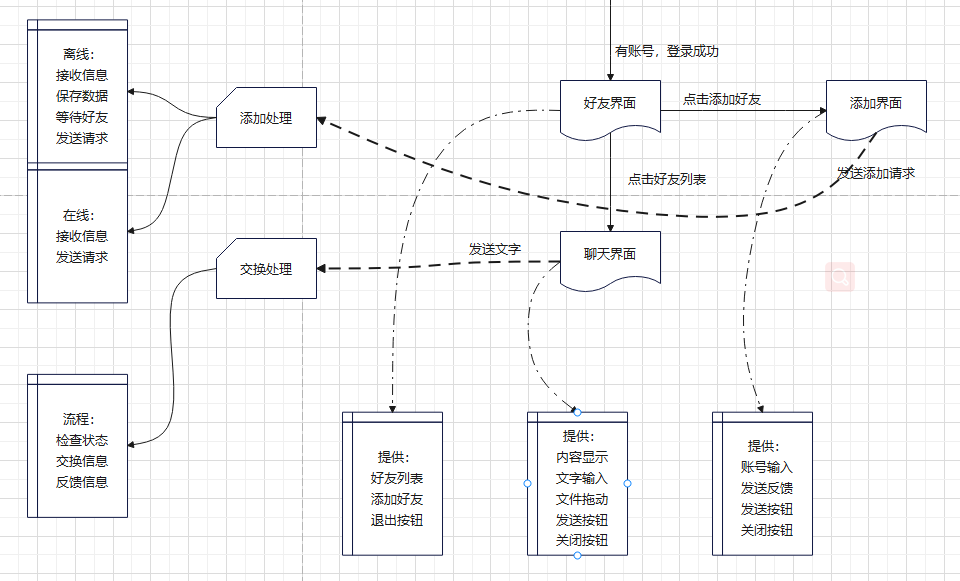 有账号，登录成功
离线：
接收信息
保存数据
等待好友
发送请求
添加处理
好友界面
点击添加好友
添加界面
发送添加请求
点击好友列表
在线：
接收信息
发送请求
交换处理
发送文字
聊天界面
流程：
检查状态
交换信息
反馈信息
提供：
好友列表
添加好友
退出按钮
提供：
内容显示
文字输入
文件拖动
发送按钮
关闭按钮
提供：
账号输入
发送反馈
发送按钮
关闭按钮